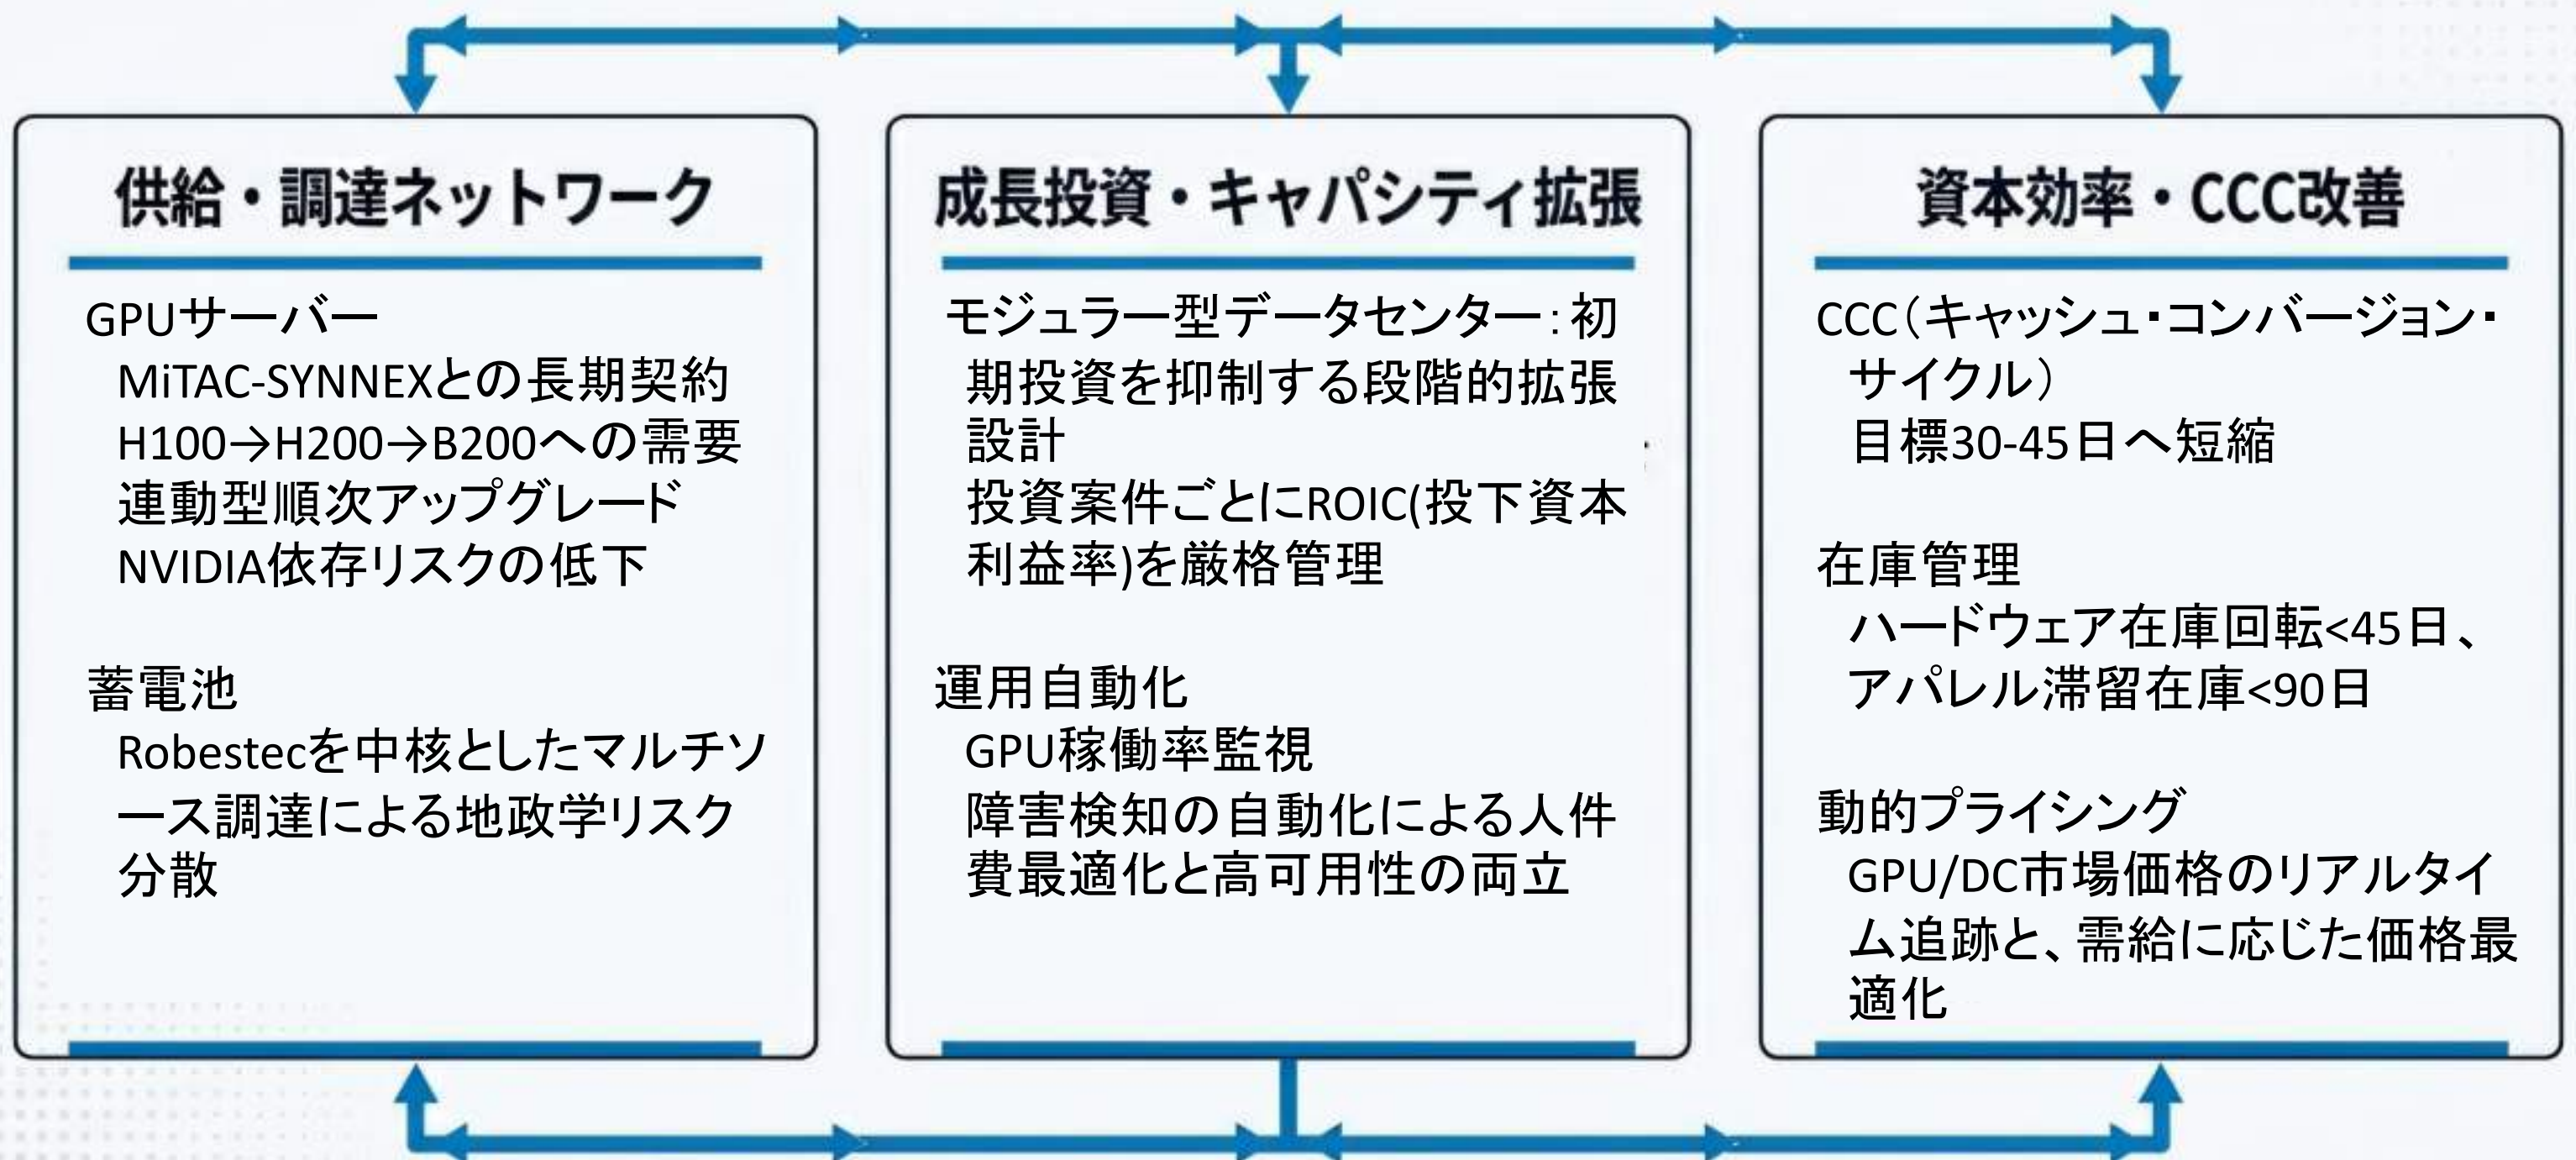 供給・調達ネットワーク
GPUサーバー
MiTAC-SYNNEXとの長期契約
H100→H200→B200への需要
連動型順次アップグレード
NVIDIA依存リスクの低下
蓄電池
Robestecを中核としたマルチソ
ース調達による地政学リスク
分散
成長投資・キャパシティ拡張
モジュラー型データセンター：初
期投資を抑制する段階的拡張
設計
投資案件ごとにROIC(投下資本
利益率)を厳格管理
運用自動化
GPU稼働率監視
障害検知の自動化による人件
費最適化と高可用性の両立
資本効率・CCC改善
CCC（キャッシュ・コンバージョン・
サイクル）
目標30-45日へ短縮
在庫管理
ハードウェア在庫回転<45日、
アパレル滞留在庫<90日
動的プライシング
GPU/DC市場価格のリアルタイ
ム追跡と、需給に応じた価格最
適化